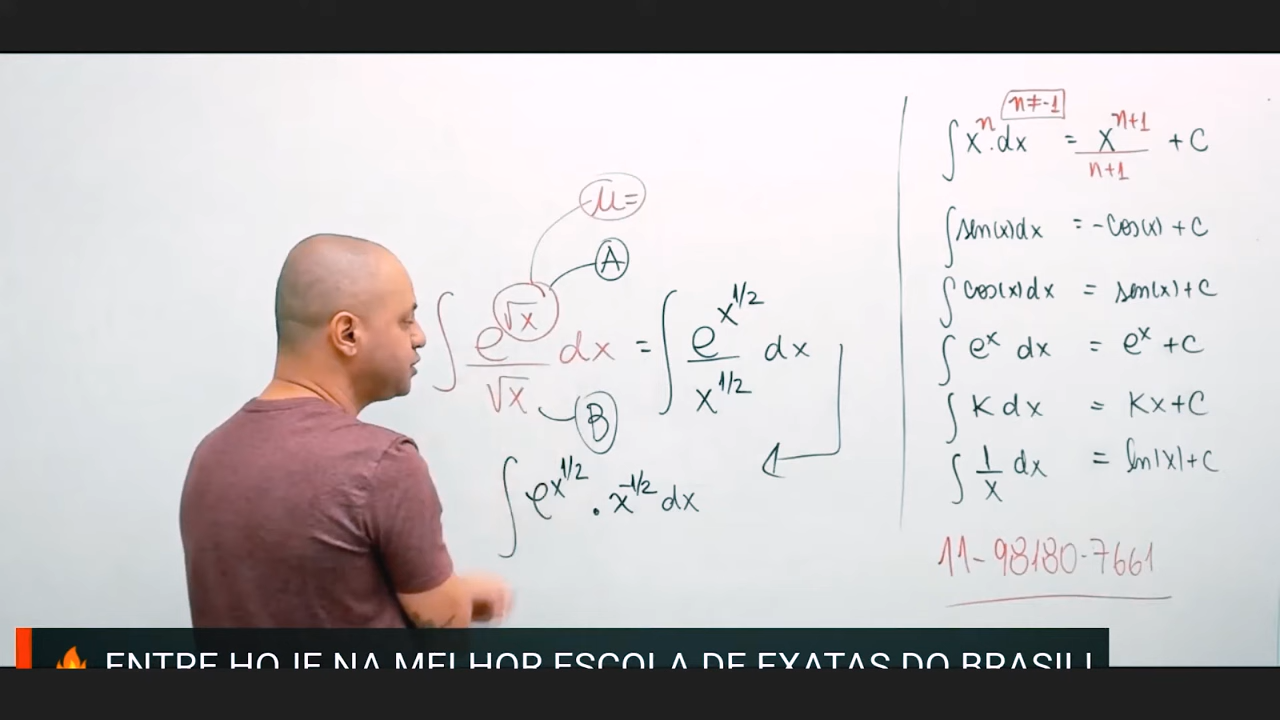 μ=
A
∫ e^√x / √x dx = ∫ e^x^1/2 / x^1/2 dx
B
∫ e^x^1/2 . x^-1/2 dx
n≠-1
∫ x^n . dx = x^n+1 / n+1 + C
∫ sen(x)dx = -cos(x) + C
∫ cos(x)dx = sen(x) + C
∫ e^x dx = e^x + C
∫ K dx = Kx + C
∫ 1/x dx = ln|x| + C
11-98180-7661
ENTRE HOJE NA MELHOR ESCOLA DE EXATAS DO BRASIL!